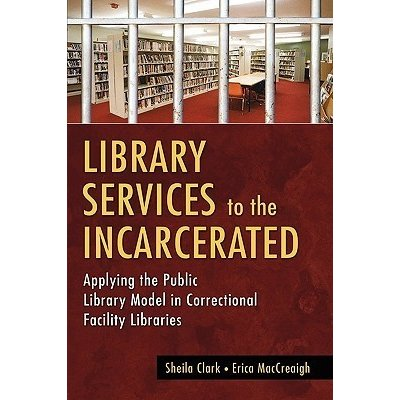 LIBRARY
SERVICES to the
INCARCERATED
Applying the Public
Library Model in Correctional
Facility Libraries
Sheila Clark • Erica MacCreaigh